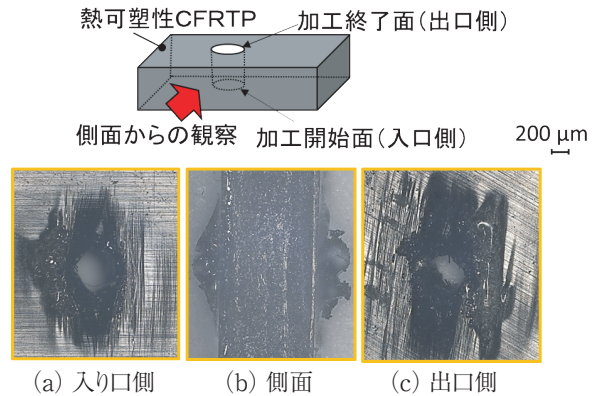 熱可塑性CFRTP
加工終了面(出口側)
側面からの観察
加工開始面(入口側)
200 μm
(a) 入り口側
(b) 側面
(c) 出口側